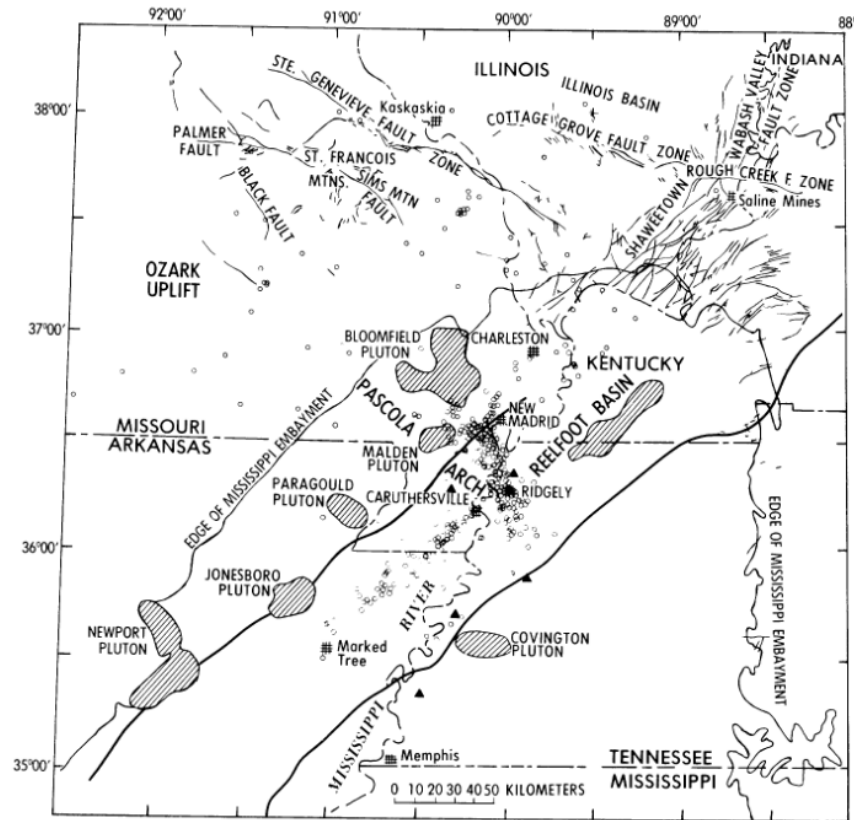 92°00'
91°00'
90°00'
89°00'
88°
INDIANA
ILLINOIS
STE. GENEVIEVE FAULT
ZONE
Kaskaskia
ILLINOIS BASIN
COTTAGE GROVE FAULT ZONE
WABASH VALLEY
FAULT ZONE
38°00'
PALMER
FAULT
ST. FRANCOIS
MTNS.
SIMS MTN
FAULT
BLACK FAULT
ROUGH CREEK F. ZONE
Saline Mines
SHAWEETOWN
OZARK
UPLIFT
37°00'
BLOOMFIELD
PLUTON
CHARLESTON
KENTUCKY
PASCOLA
ARCH
NEW
MADRID
REELFOOT BASIN
MISSOURI
ARKANSAS
MALDEN
PLUTON
EDGE OF MISSISSIPPI EMBAYMENT
PARAGOULD
PLUTON
CARUTHERSVILLE
RIDGELY
36°00'
JONESBORO
PLUTON
NEWPORT
PLUTON
Marked
Tree
COVINGTON
PLUTON
EDGE OF MISSISSIPPI EMBAYMENT
MISSISSIPPI
RIVER
35°00'
Memphis
TENNESSEE
MISSISSIPPI
0 10 20 30 40 50 KILOMETERS